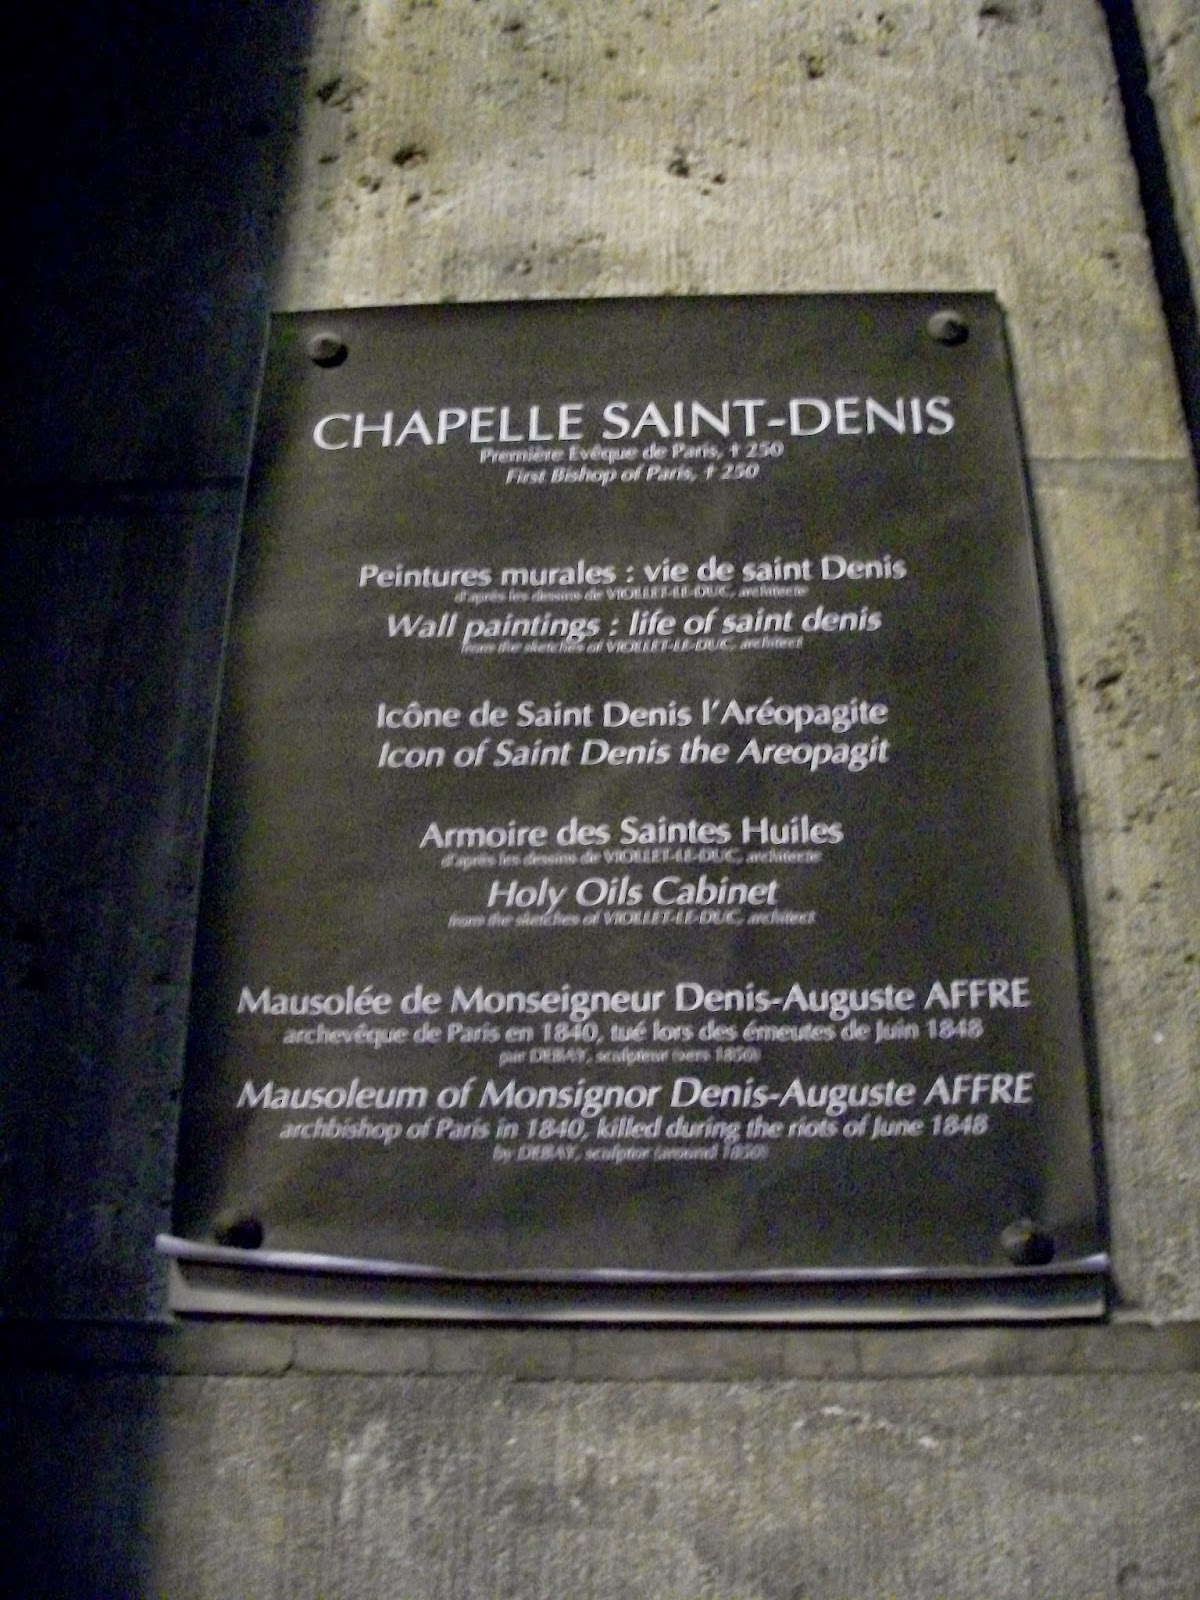 CHAPELLE SAINT-DENIS
Première Evêque de Paris, † 250
First Bishop of Paris, † 250
Peintures murales : vie de saint Denis
d'après les dessins de VIOLLET-LE-DUC, architecte
Wall paintings : life of saint denis
from the sketches of VIOLLET-LE-DUC, architect
Icône de Saint Denis l'Aréopagite
Icon of Saint Denis the Areopagit
Armoire des Saintes Huiles
d'après les dessins de VIOLLET-LE-DUC, architecte
Holy Oils Cabinet
from the sketches of VIOLLET-LE-DUC, architect
Mausolée de Monseigneur Denis-Auguste AFFRE
archevêque de Paris en 1840, tué lors des émeutes de Juin 1848
par DEBAY, sculpteur (vers 1850)
Mausoleum of Monsignor Denis-Auguste AFFRE
archbishop of Paris in 1840, killed during the riots of June 1848
by DEBAY, sculptor (around 1850)